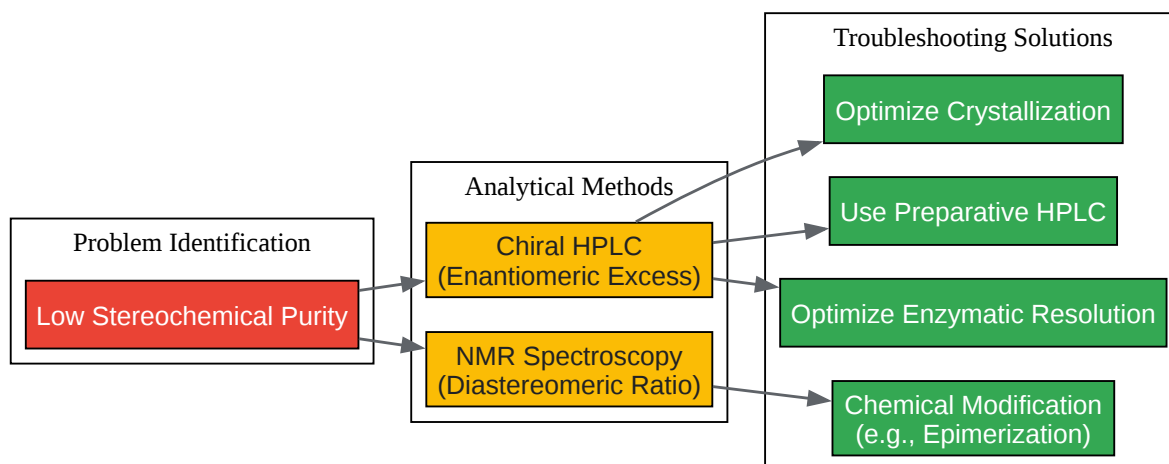 Problem Identification
Low Stereochemical Purity
Analytical Methods
Chiral HPLC
(Enantiomeric Excess)
NMR Spectroscopy
(Diastereomeric Ratio)
Troubleshooting Solutions
Optimize Crystallization
Use Preparative HPLC
Optimize Enzymatic Resolution
Chemical Modification
(e.g., Epimerization)